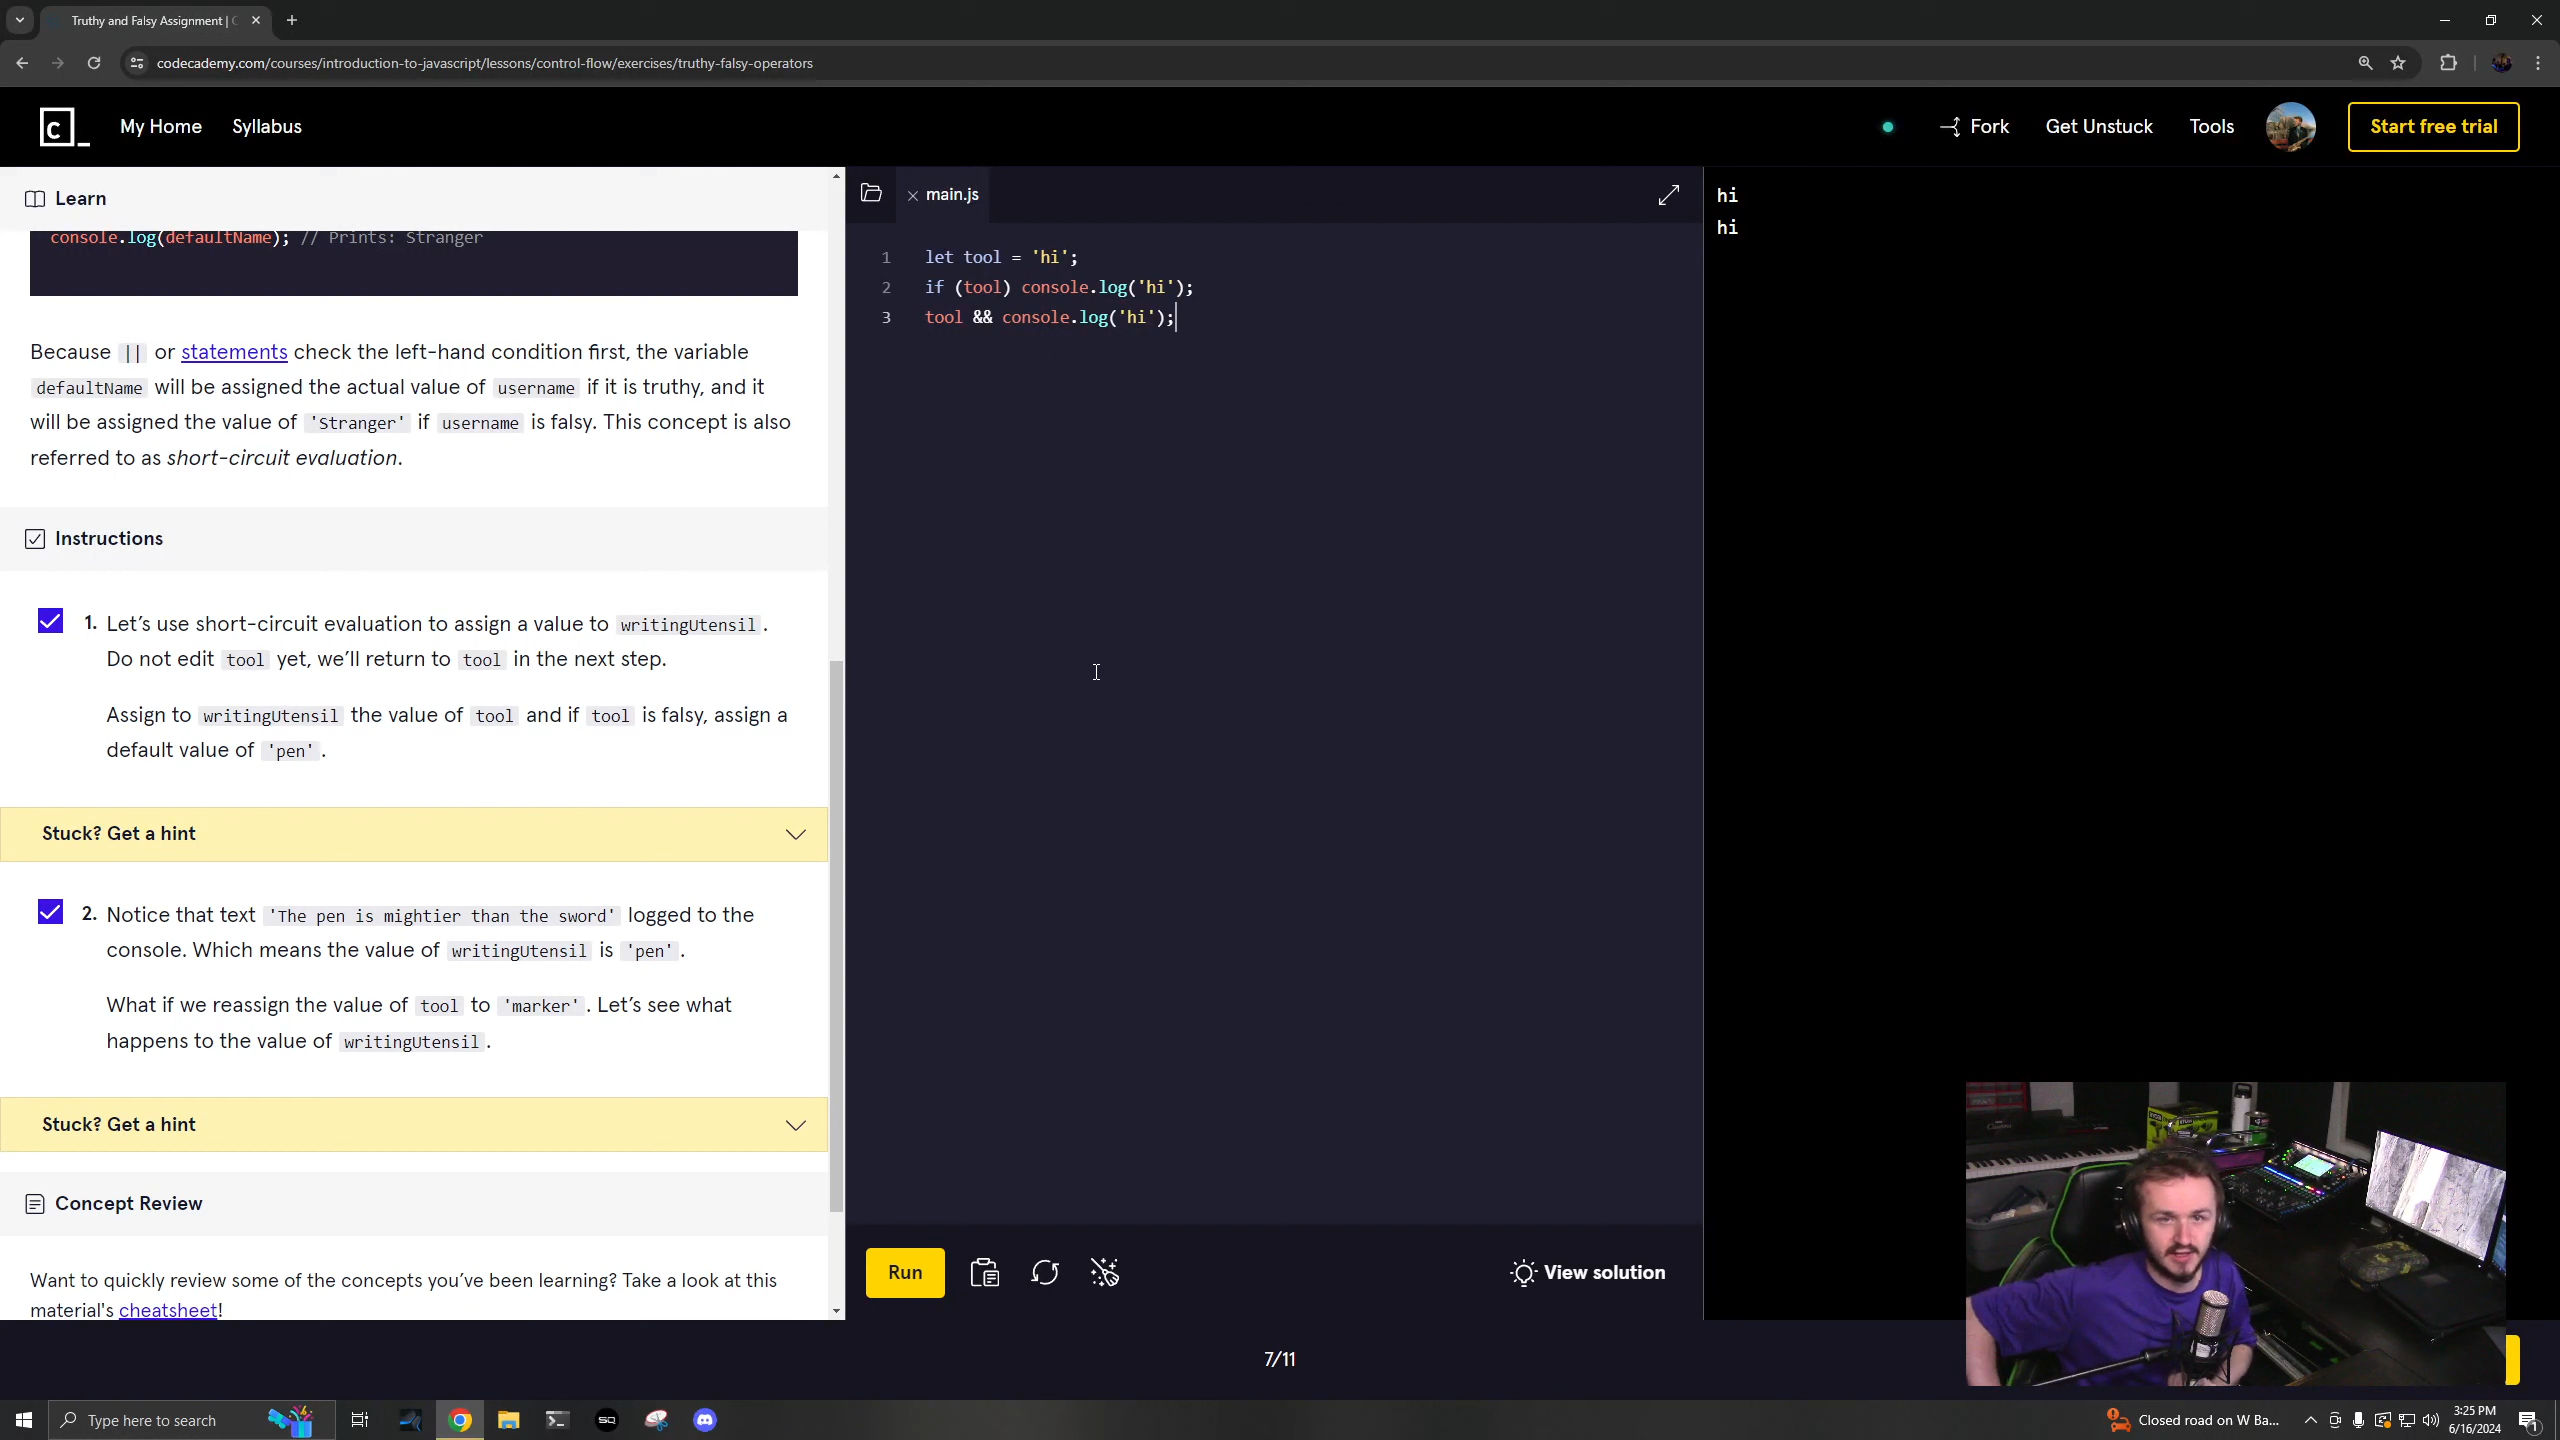 Truthy and Falsy Assignment | C
codecademy.com/courses/introduction-to-javascript/lessons/control-flow/exercises/truthy-falsy-operators
c_
My Home
Syllabus
Fork
Get Unstuck
Tools
Start free trial
Learn
console.log(defaultName); // Prints: Stranger
Because || or statements check the left-hand condition first, the variable
defaultName will be assigned the actual value of username if it is truthy, and it
will be assigned the value of 'Stranger' if username is falsy. This concept is also
referred to as short-circuit evaluation.
Instructions
1. Let's use short-circuit evaluation to assign a value to writingUtensil.
Do not edit tool yet, we'll return to tool in the next step.
Assign to writingUtensil the value of tool and if tool is falsy, assign a
default value of 'pen'.
Stuck? Get a hint
2. Notice that text 'The pen is mightier than the sword' logged to the
console. Which means the value of writingUtensil is 'pen'.
What if we reassign the value of tool to 'marker'. Let's see what
happens to the value of writingUtensil.
Stuck? Get a hint
Concept Review
Want to quickly review some of the concepts you've been learning? Take a look at this
material's cheatsheet!
main.js
1 let tool = 'hi';
2 if (tool) console.log('hi');
3 tool && console.log('hi');
Run
View solution
hi
hi
7/11
Type here to search
SQ
Closed road on W Ba...
3:25 PM
6/16/2024
1